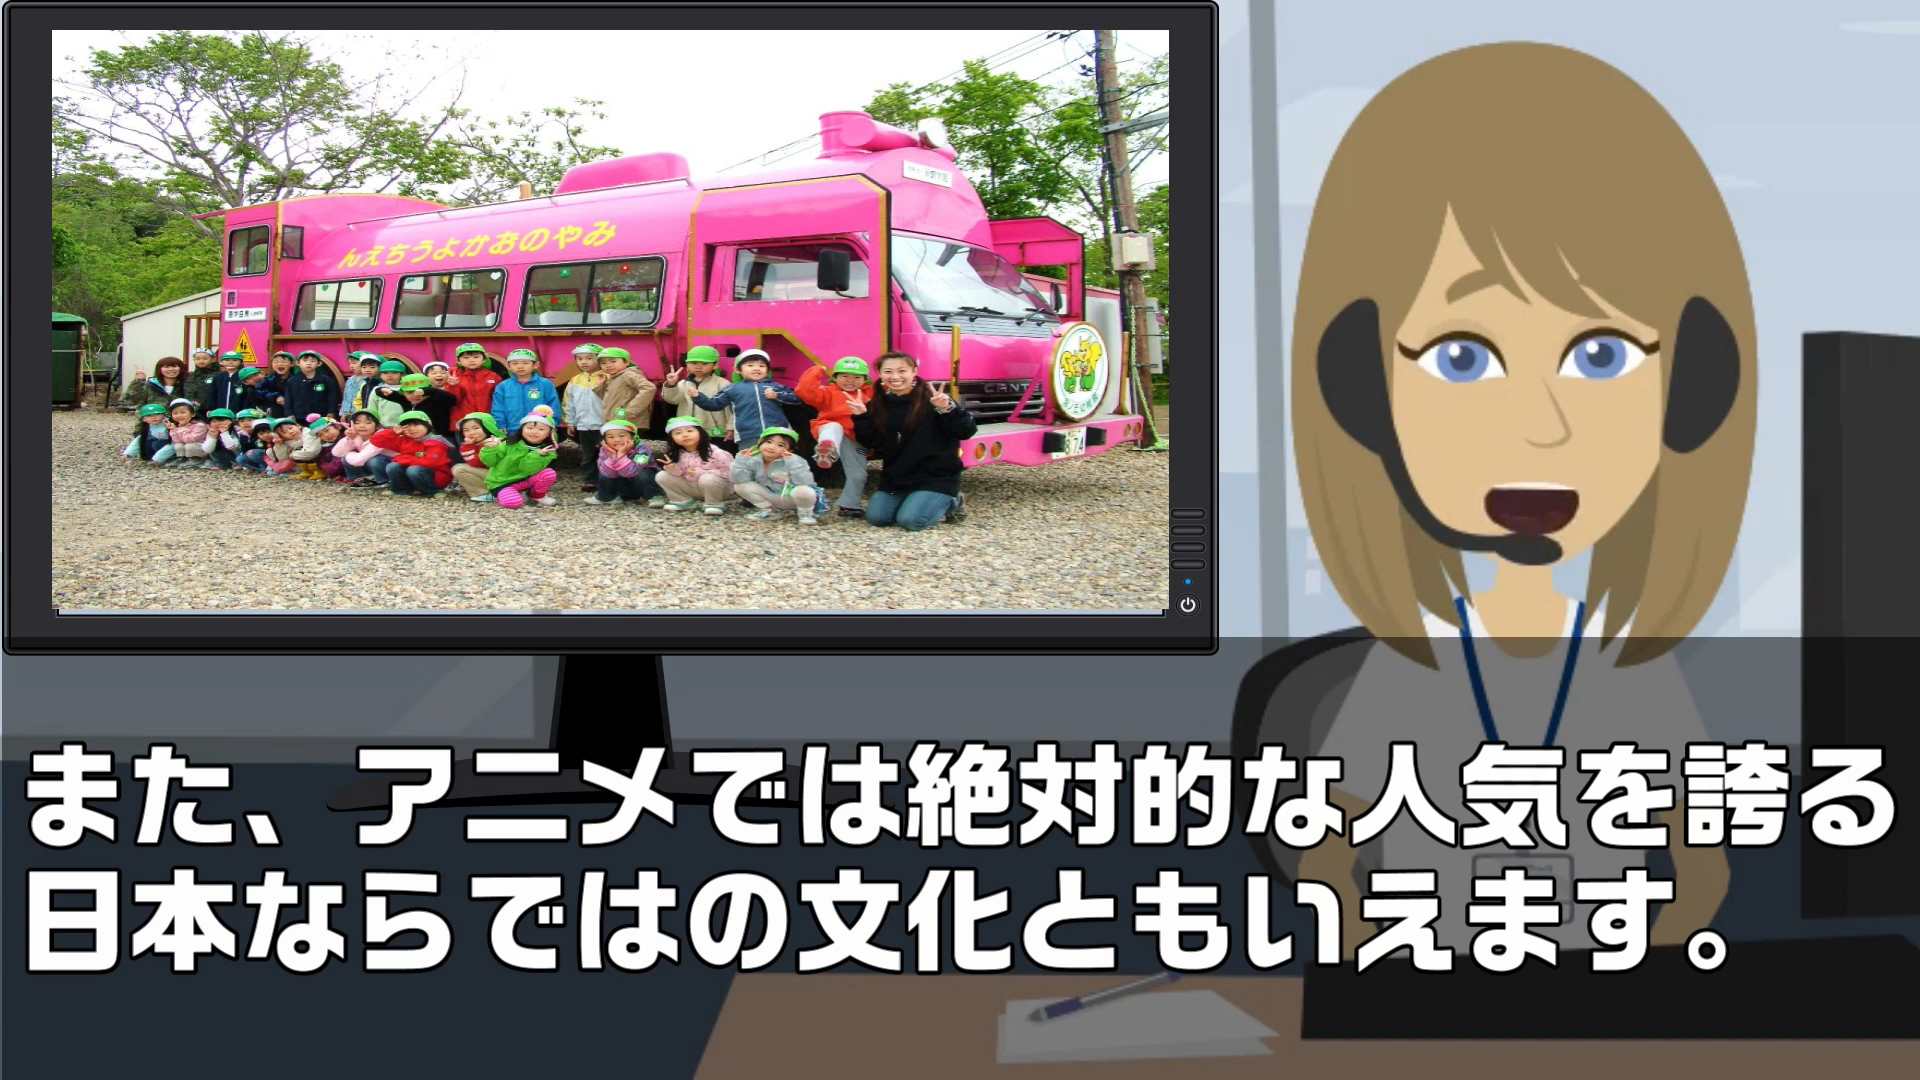 んえちうよかおのやみ
CANTE
874
また、アニメでは絶対的な人気を誇る
日本ならではの文化ともいえます。